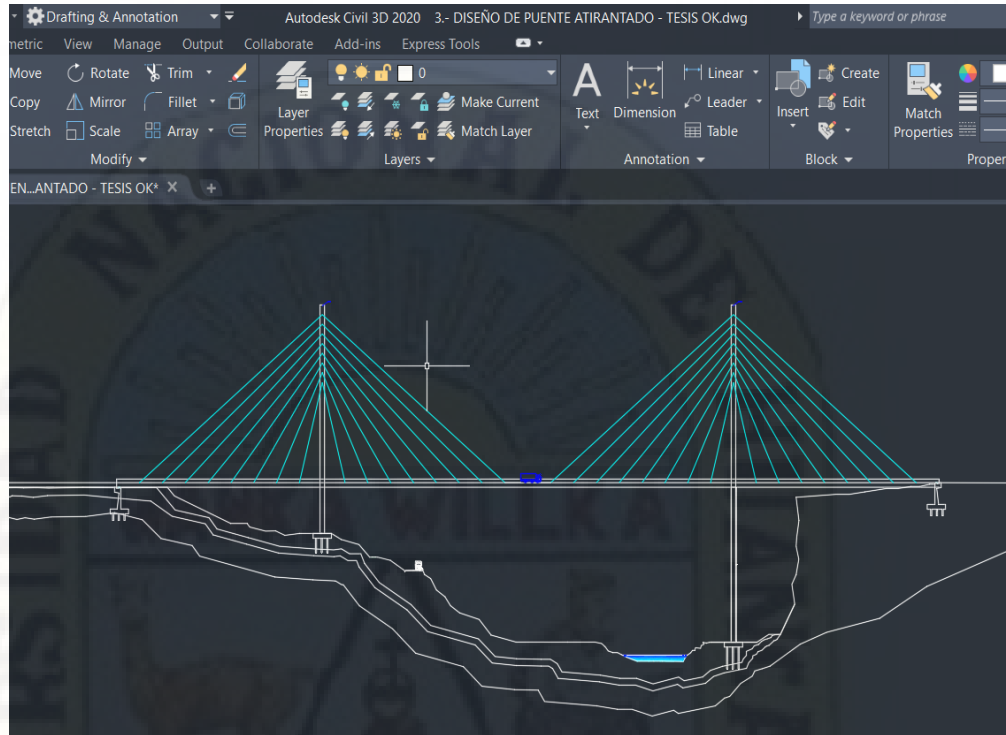 Drafting & Annotation Autodesk Civil 3D 2020 3.- DISEÑO DE PUENTE ATIRANTADO - TESIS OK.dwg Type a keyword or phrase
metric View Manage Output Collaborate Add-ins Express Tools
Move Rotate Trim 0 Linear Create
Copy Mirror Fillet Make Current Leader Edit
Stretch Scale Array Layer Properties Match Layer Text Dimension Table Insert Match Properties
Modify Layers Annotation Block Proper
EN...ANTADO - TESIS OK*
NACIONAL DE
WILLKA